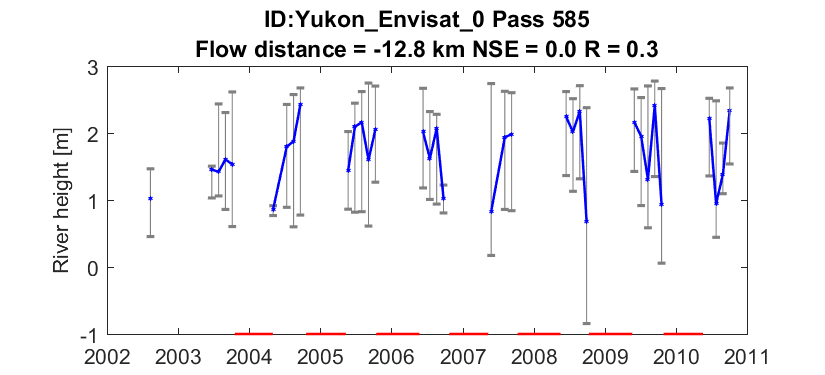 ID:Yukon_Envisat_0 Pass 585
Flow distance = -12.8 km NSE = 0.0 R = 0.3
River height [m]
3
2
1
0
-1
2002 2003 2004 2005 2006 2007 2008 2009 2010 2011